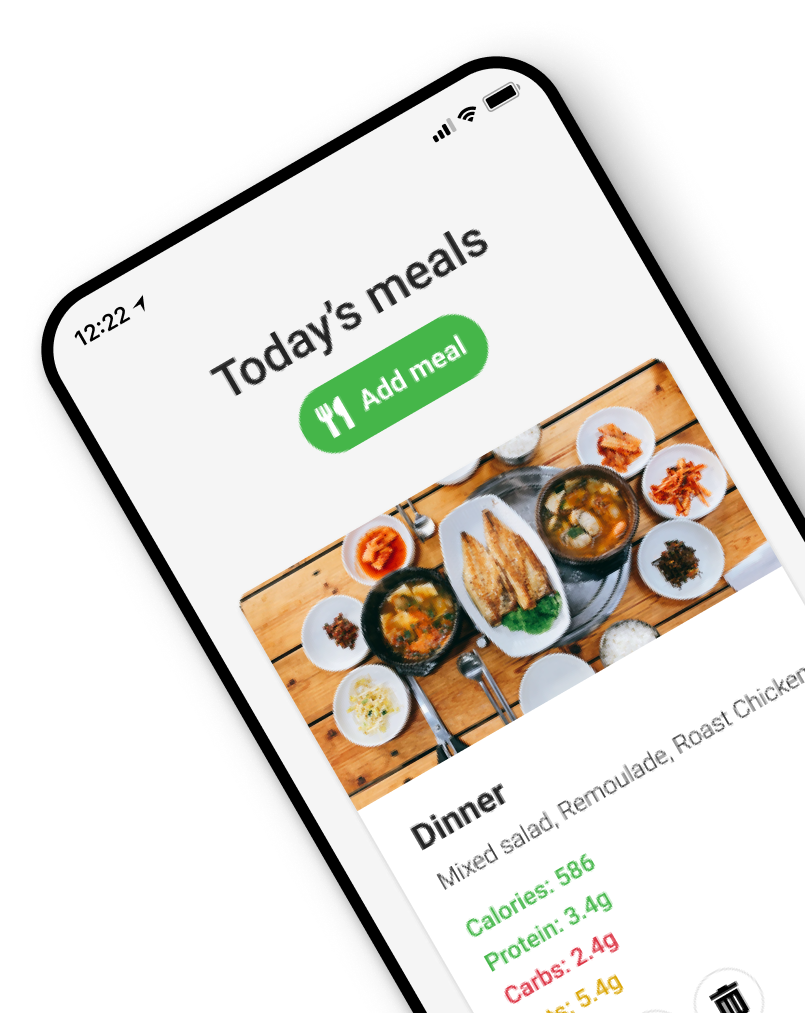 12:22
Today's meals
Add meal
Dinner
Mixed salad, Remoulade, Roast Chicken
Calories: 586
Protein: 3.4g
Carbs: 2.4g
5.4g